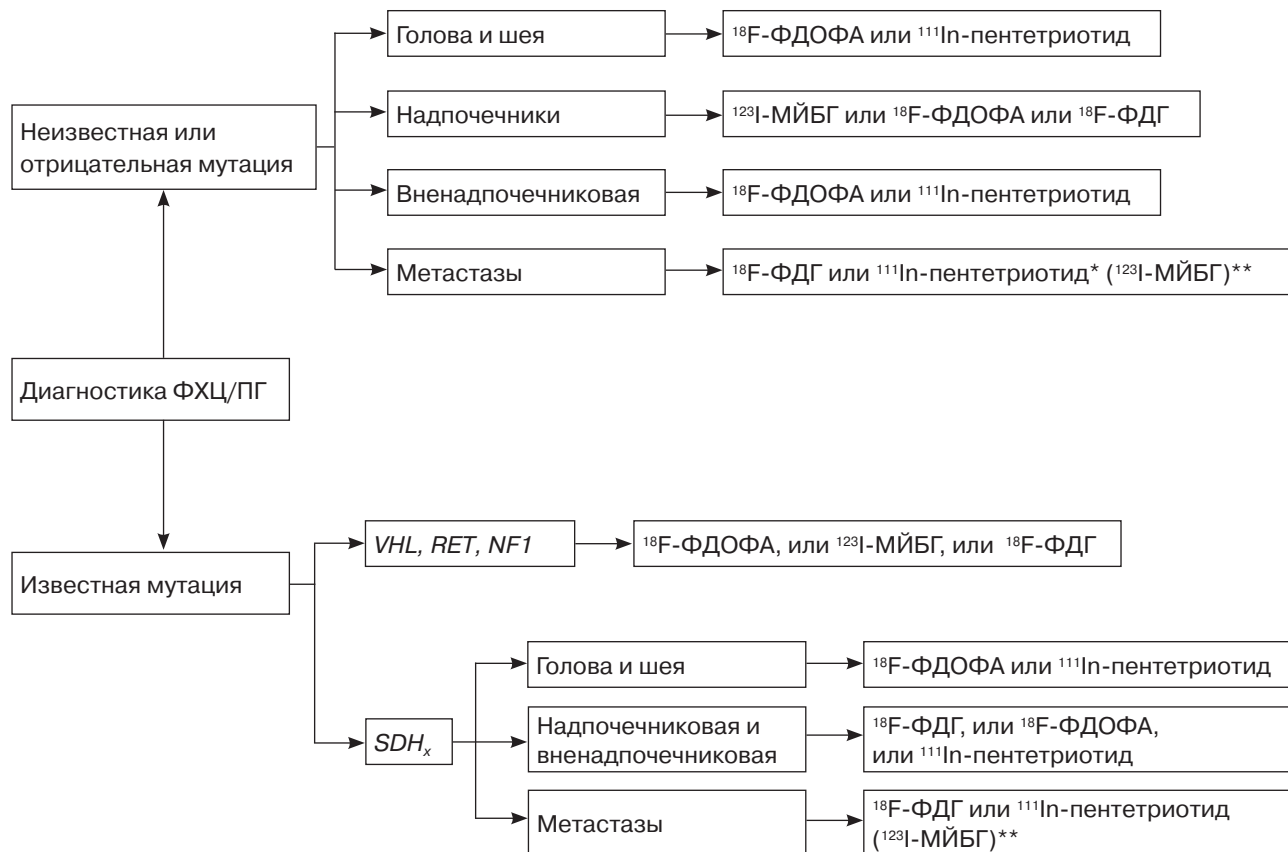 Голова и шея
¹⁸F-ФДОФА или ¹¹¹In-пентетриотид
Неизвестная или
отрицательная мутация
Надпочечники
¹²³I-МЙБГ или ¹⁸F-ФДОФА или ¹⁸F-ФДГ
Вненадпочечниковая
¹⁸F-ФДОФА или ¹¹¹In-пентетриотид
Метастазы
¹⁸F-ФДГ или ¹¹¹In-пентетриотид* (¹²³I-МЙБГ)**
Диагностика ФХЦ/ПГ
Известная мутация
VHL, RET, NF1
¹⁸F-ФДОФА, или ¹²³I-МЙБГ, или ¹⁸F-ФДГ
SDHₓ
Голова и шея
¹⁸F-ФДОФА или ¹¹¹In-пентетриотид
Надпочечниковая и
вненадпочечниковая
¹⁸F-ФДГ, или ¹⁸F-ФДОФА,
или ¹¹¹In-пентетриотид
Метастазы
¹⁸F-ФДГ или ¹¹¹In-пентетриотид
(¹²³I-МЙБГ)**